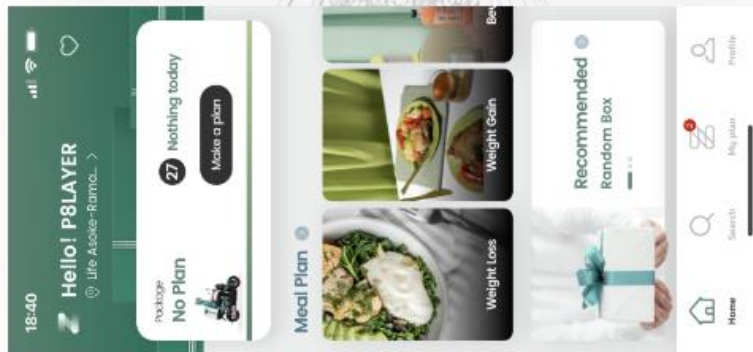 18:40
Hello! P8LAYER
Life Asoke-Rama... >
Package
No Plan
27 Nothing today
Make a plan
Meal Plan
Weight Loss
Weight Gain
Recommended
Random Box
Home
Search
2
My plan
Profile